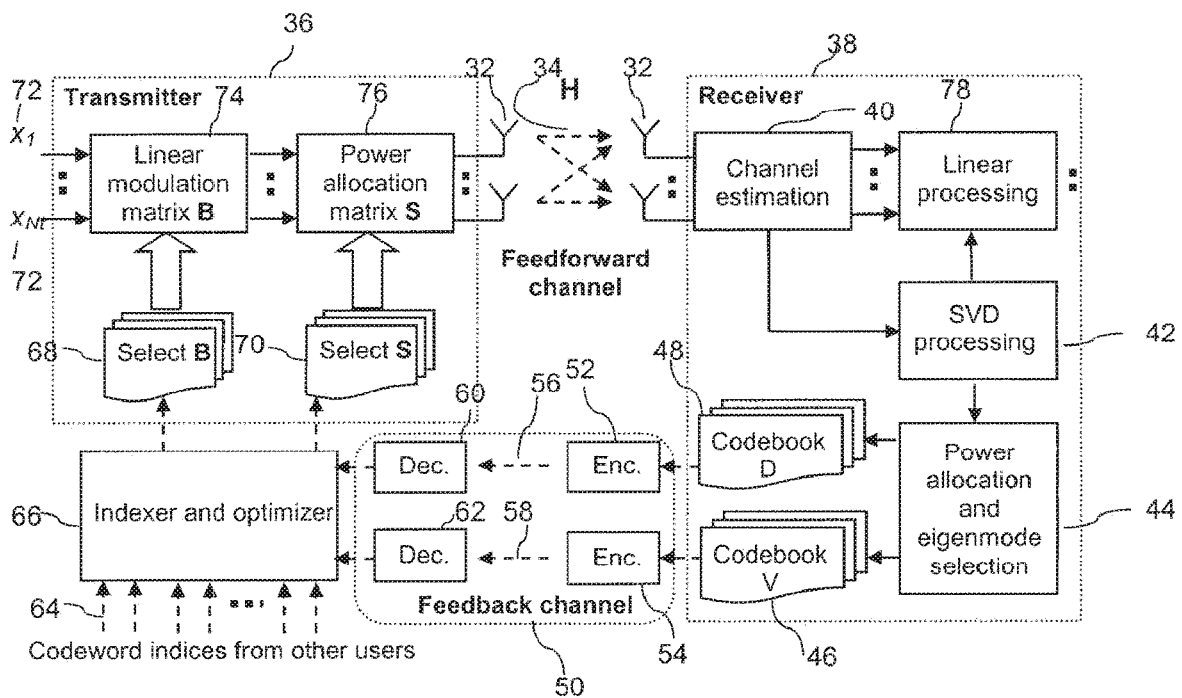 36
38
72
Transmitter
74
76
32
34
H
32
Receiver
40
78
x1
Linear
modulation
matrix B
Power
allocation
matrix S
Channel
estimation
Linear
processing
xNt
72
Feedforward
channel
68
Select B
70
Select S
SVD
processing
42
60
56
52
48
Indexer and optimizer
66
Dec.
Enc.
Codebook
D
Power
allocation
and
eigenmode
selection
44
62
58
Dec.
Enc.
Codebook
V
64
Feedback channel
Codeword indices from other users
50
54
46